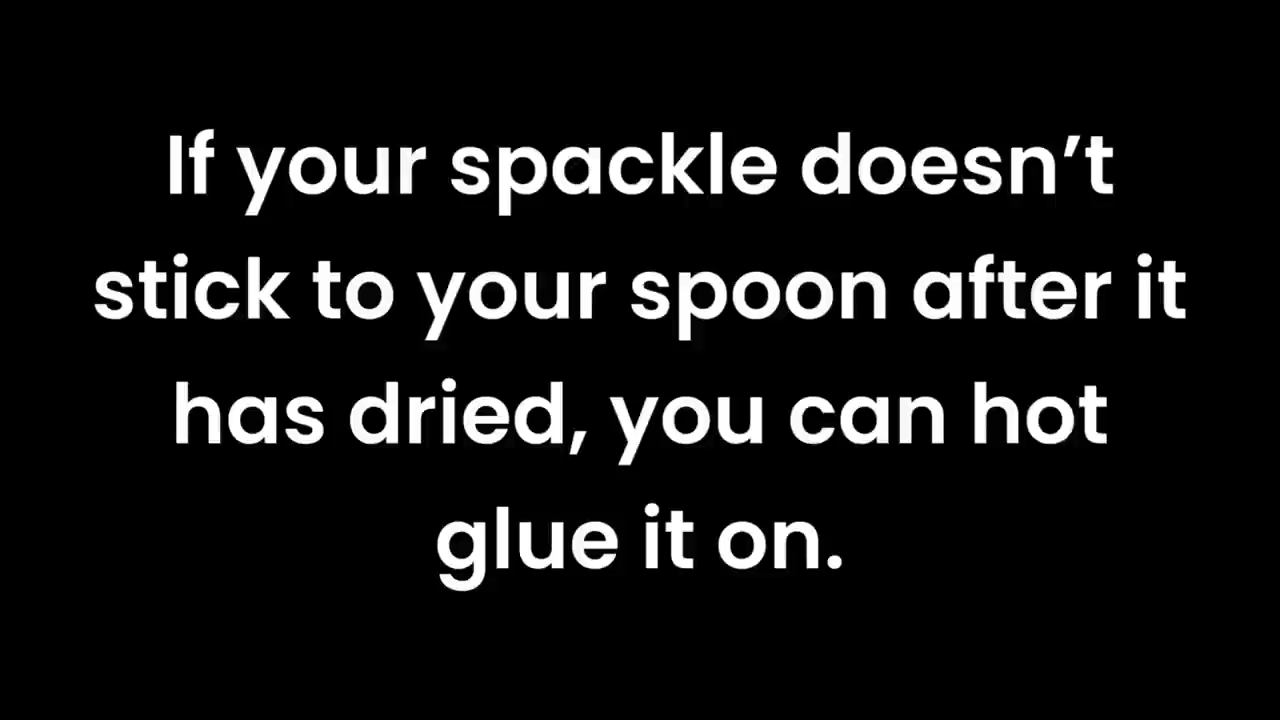 If your spackle doesn’t
stick to your spoon after it
has dried, you can hot
glue it on.